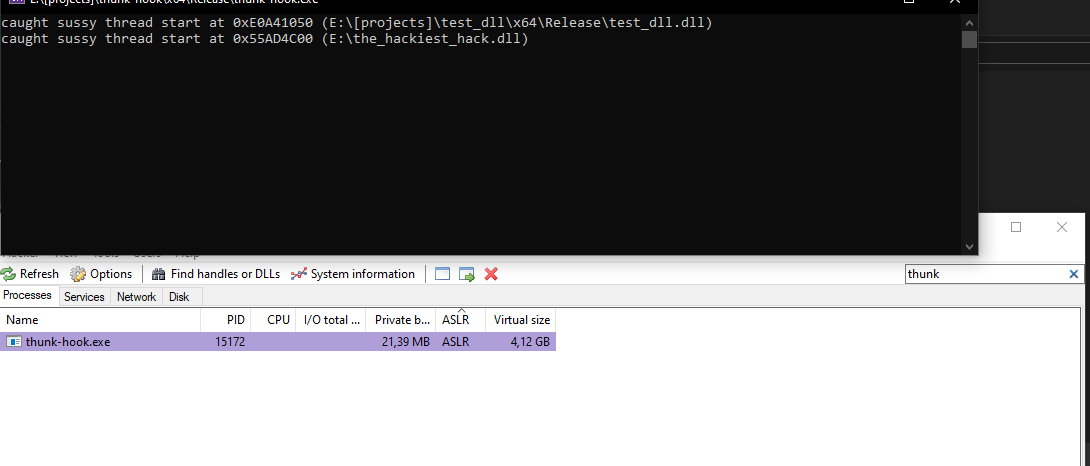 E:\[projects]\thunk-hook\x64\Release\thunk-hook.exe
caught sussy thread start at 0xE0A41050 (E:\[projects]\test_dll\x64\Release\test_dll.dll)
caught sussy thread start at 0x55AD4C00 (E:\the_hackiest_hack.dll)
Hacker View Tools Users Help
Refresh Options Find handles or DLLs System information thunk
Processes Services Network Disk
Name PID CPU I/O total ... Private b... ASLR Virtual size
thunk-hook.exe 15172 21,39 MB ASLR 4,12 GB